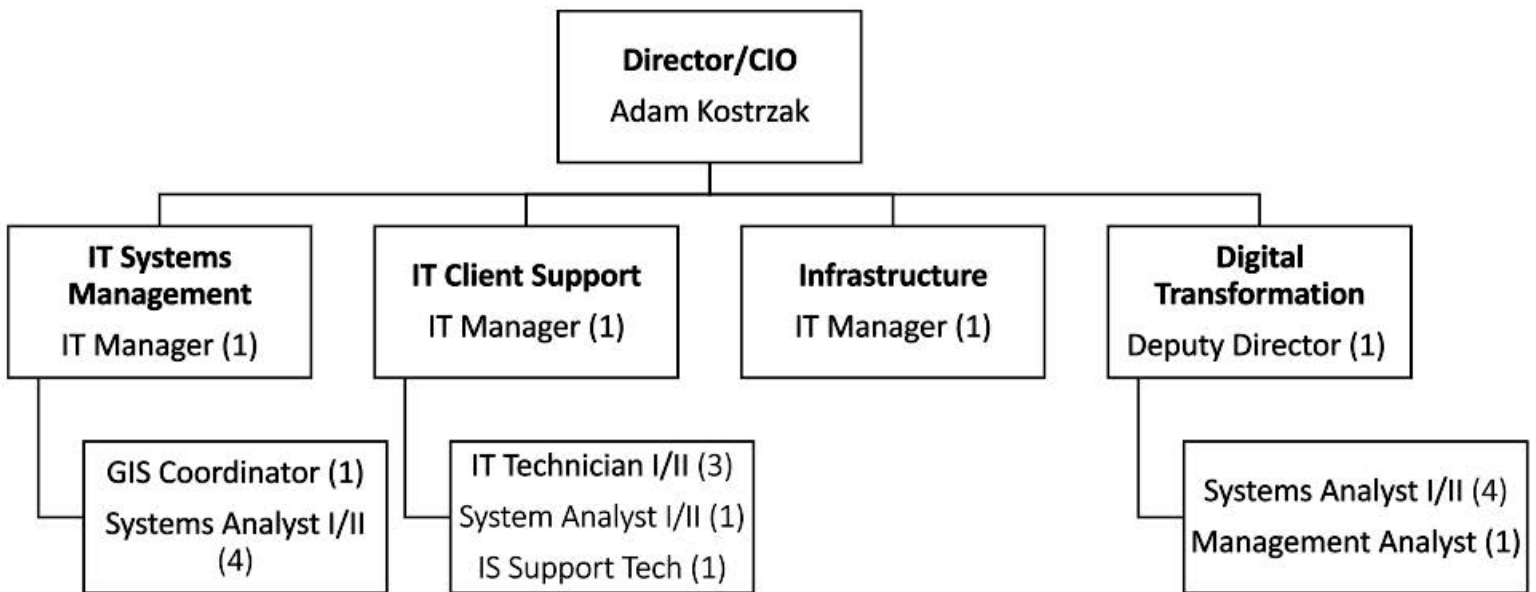 Director/CIO
Adam Kostrzak
IT Systems
Management
IT Manager (1)
IT Client Support
IT Manager (1)
Infrastructure
IT Manager (1)
Digital
Transformation
Deputy Director (1)
GIS Coordinator (1)
Systems Analyst I/II
(4)
IT Technician I/II (3)
System Analyst I/II (1)
IS Support Tech (1)
Systems Analyst I/II (4)
Management Analyst (1)